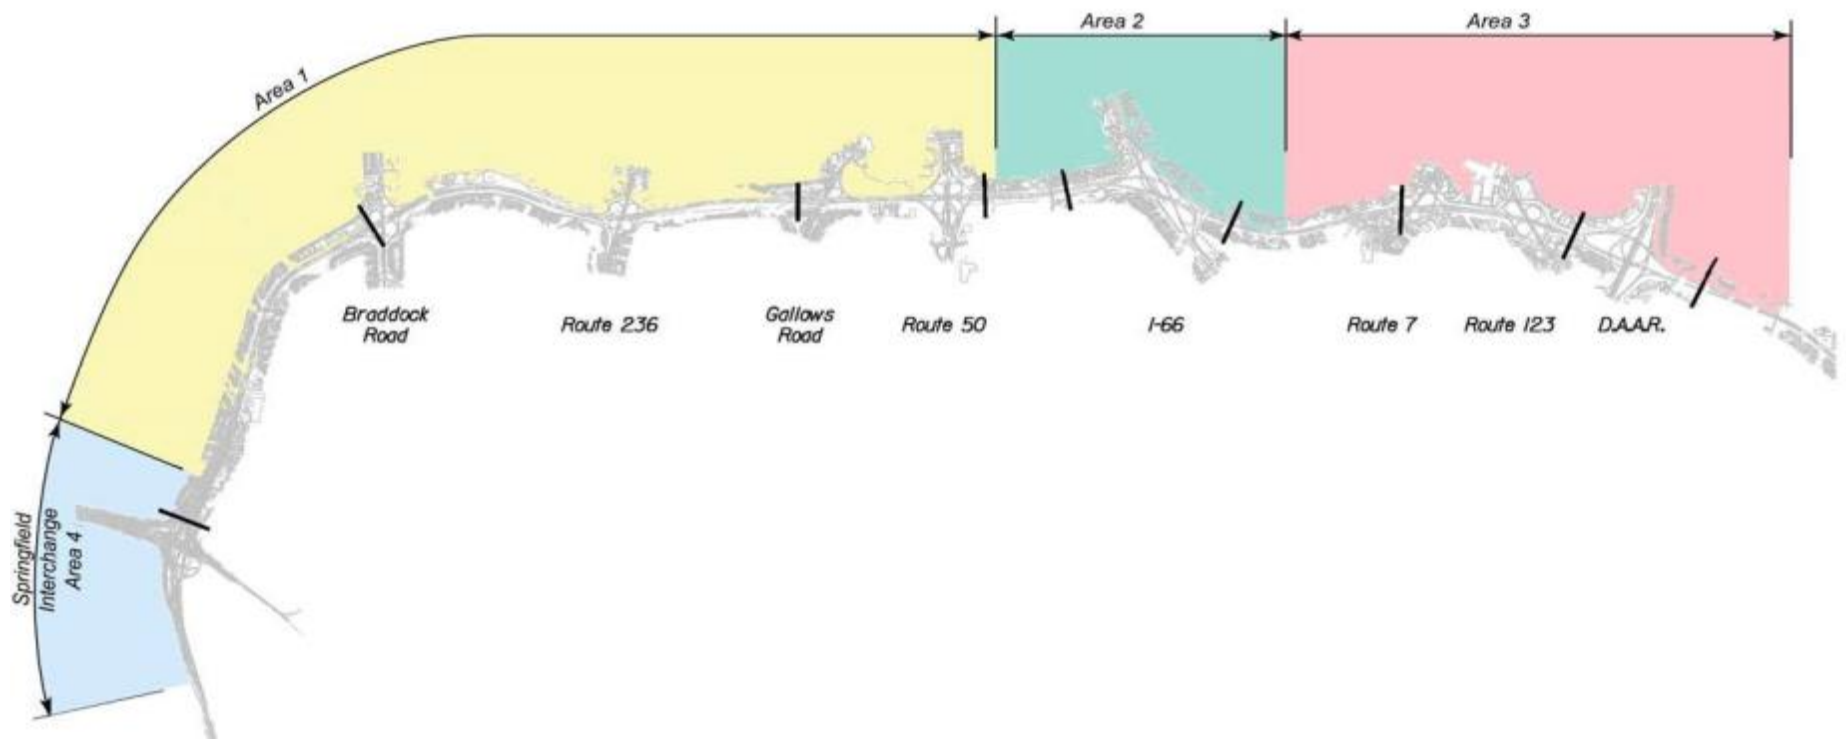 Area 1
Area 2
Area 3
Braddock
Road
Route 236
Gallows
Road
Route 50
I-66
Route 7
Route 123
D.A.A.R.
Springfield
Interchange
Area 4